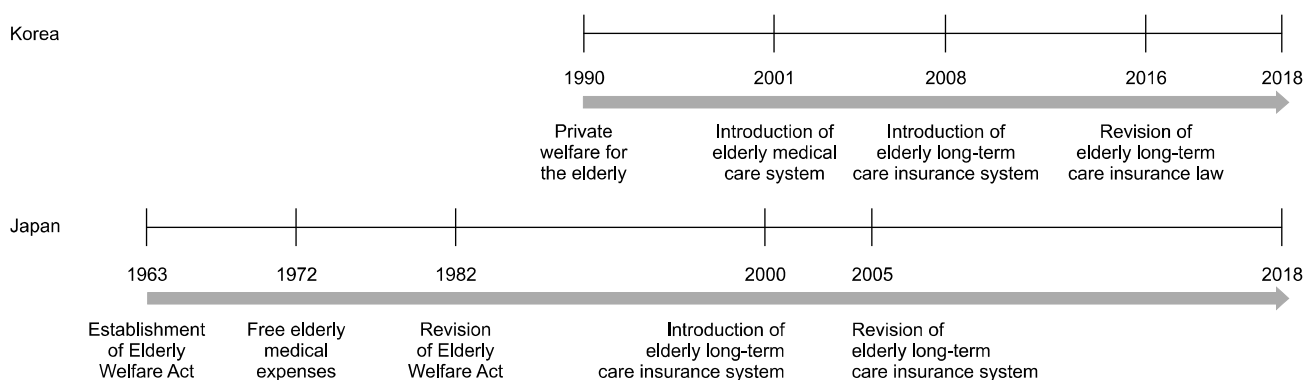 Korea
1990 2001 2008 2016 2018
Private
welfare for
the elderly
Introduction of
elderly medical
care system
Introduction of
elderly long-term
care insurance system
Revision of
elderly long-term
care insurance law
Japan
1963 1972 1982 2000 2005 2018
Establishment
of Elderly
Welfare Act
Free elderly
medical
expenses
Revision
of Elderly
Welfare Act
Introduction of
elderly long-term
care insurance system
Revision of
elderly long-term
care insurance system